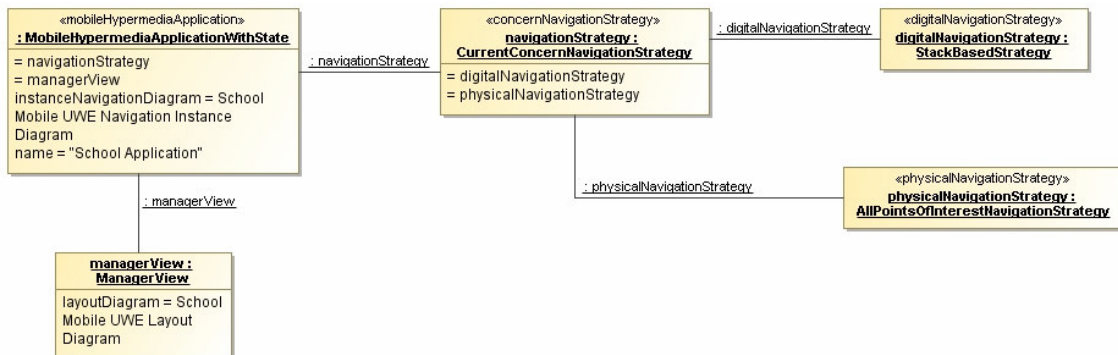 «mobileHypermediaApplication»
: MobileHypermediaApplicationWithState
= navigationStrategy
= managerView
instanceNavigationDiagram = School
Mobile UWE Navigation Instance
Diagram
name = "School Application"
: navigationStrategy
«concernNavigationStrategy»
navigationStrategy :
CurrentConcernNavigationStrategy
= digitalNavigationStrategy
= physicalNavigationStrategy
: digitalNavigationStrategy
«digitalNavigationStrategy»
digitalNavigationStrategy :
StackBasedStrategy
: physicalNavigationStrategy
«physicalNavigationStrategy»
physicalNavigationStrategy :
AllPointsOfInterestNavigationStrategy
: managerView
managerView :
ManagerView
layoutDiagram = School
Mobile UWE Layout
Diagram